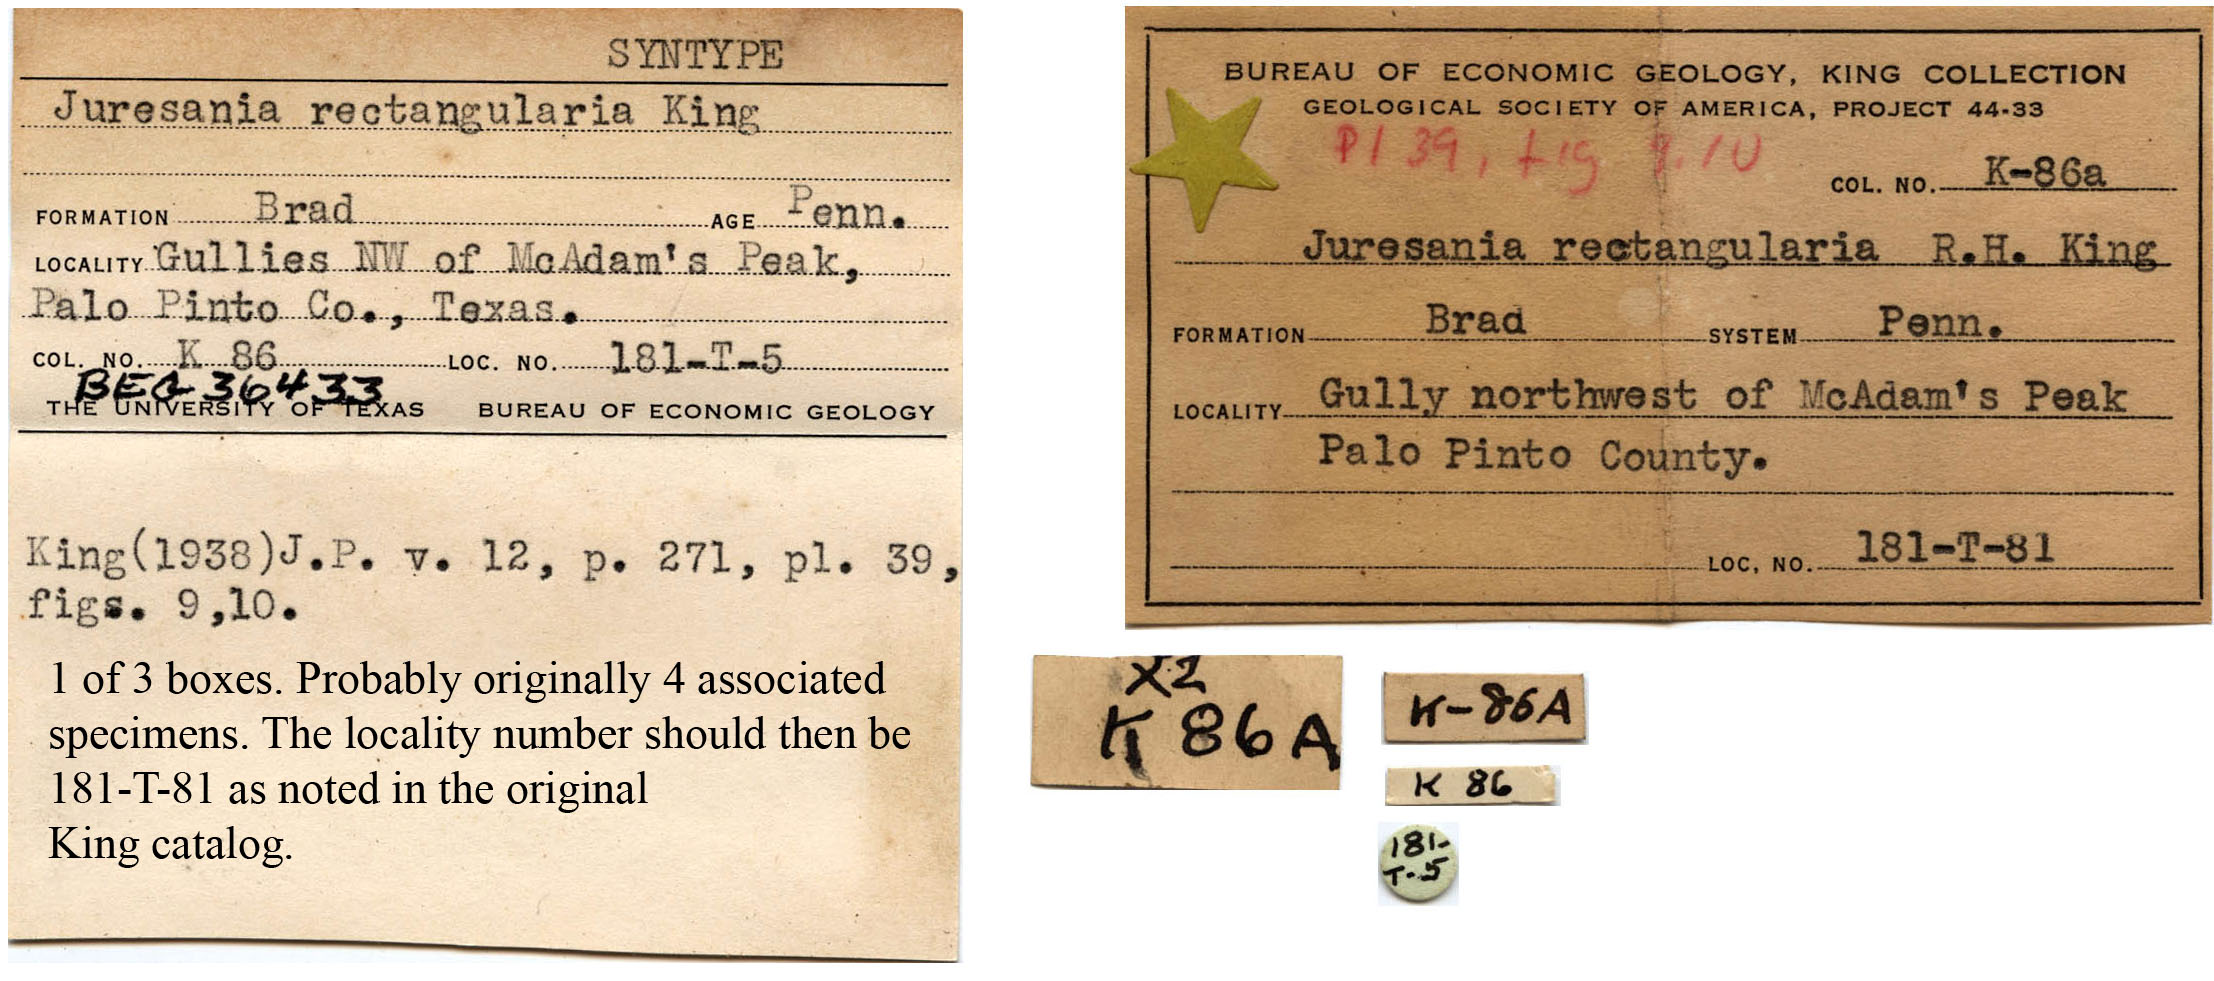 SYNTYPE
Juresania rectangularia King
FORMATION Brad AGE Penn.
LOCALITY Gullies NW of McAdam's Peak,
Palo Pinto Co., Texas.
COL. NO. K 86 LOC. NO. 181-T-5
BEG 36433
THE UNIVERSITY OF TEXAS BUREAU OF ECONOMIC GEOLOGY
King(1938)J.P. v. 12, p. 271, pl. 39,
figs. 9,10.
1 of 3 boxes. Probably originally 4 associated
specimens. The locality number should then be
181-T-81 as noted in the original
King catalog.
BUREAU OF ECONOMIC GEOLOGY, KING COLLECTION
GEOLOGICAL SOCIETY OF AMERICA, PROJECT 44-33
Pl 39, fig 9.10
COL. NO. K-86a
Juresania rectangularia R.H. King
FORMATION Brad SYSTEM Penn.
LOCALITY Gully northwest of McAdam's Peak
Palo Pinto County.
LOC. NO. 181-T-81
X2
K 86A
K-86A
K 86
181-
T-5